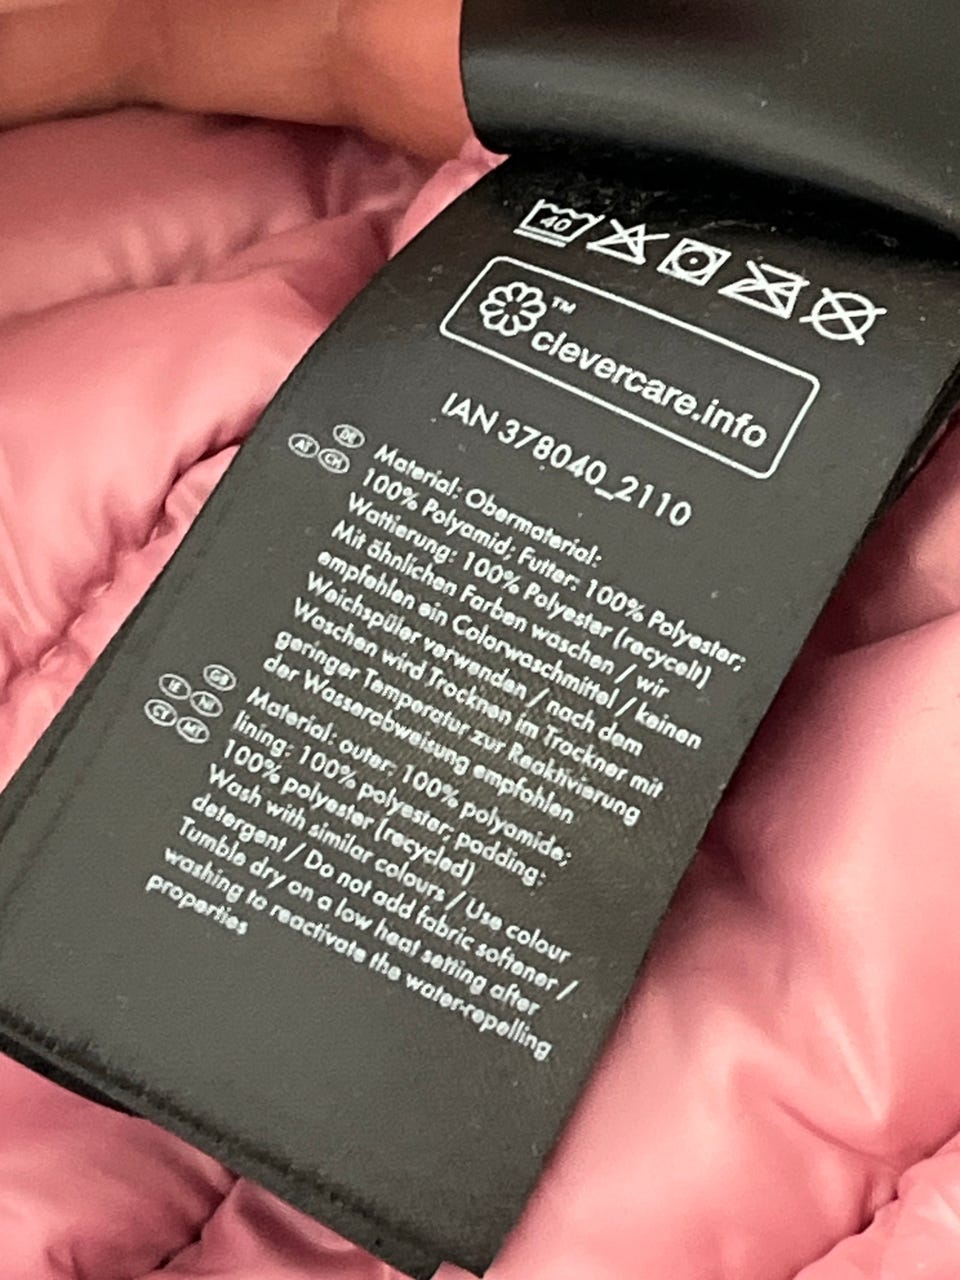 40
™
clevercare.info
IAN 378040_2110
DE
AT CH
Material: Obermaterial:
100% Polyamid; Futter: 100% Polyester;
Wattierung: 100% Polyester (recycelt)
Mit ähnlichen Farben waschen / wir
empfehlen ein Colorwaschmittel / keinen
Weichspüler verwenden / nach dem
Waschen wird Trocknen im Trockner mit
geringer Temperatur zur Reaktivierung
der Wasserabweisung empfohlen
GB
IE NI
CY MT
Material: outer: 100% polyamide;
lining: 100% polyester; padding:
100% polyester (recycled)
Wash with similar colours / Use colour
detergent / Do not add fabric softener /
Tumble dry on a low heat setting after
washing to reactivate the water-repelling
properties